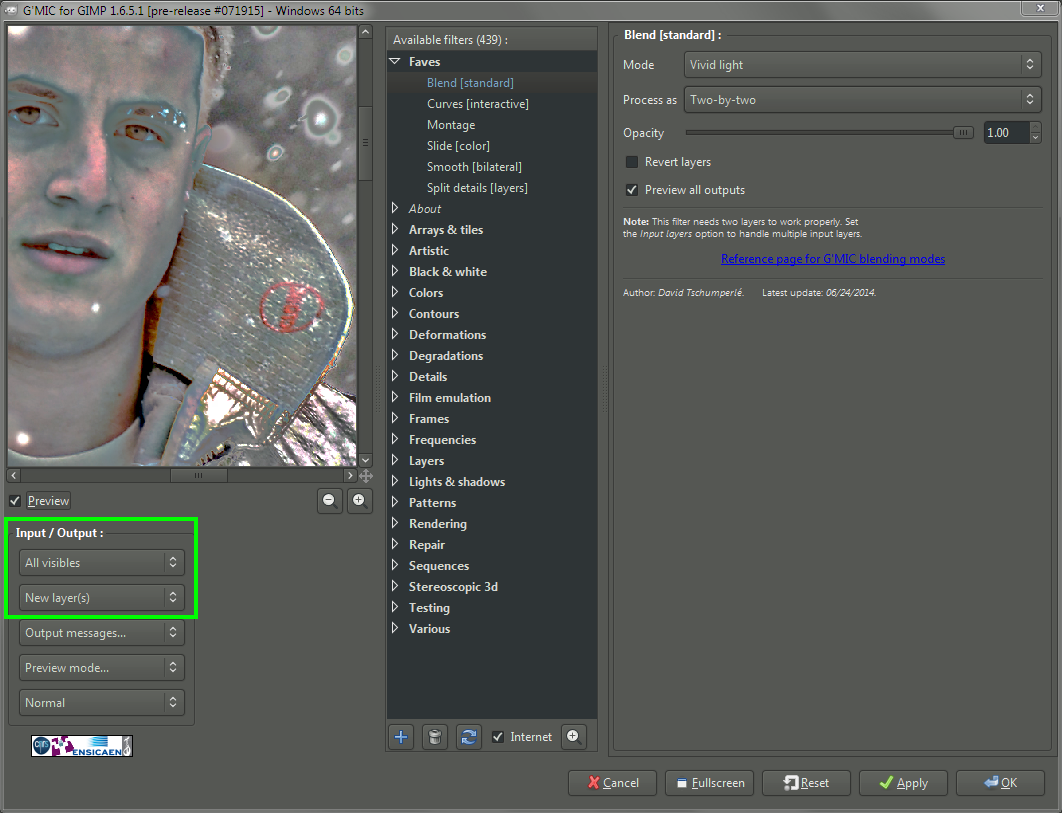 G'MIC for GIMP 1.6.5.1 [pre-release #071915] - Windows 64 bits
Preview
Input / Output :
All visibles
New layer(s)
Output messages...
Preview mode...
Normal
cnrs
ENSICAEN
Available filters (439) :
Faves
Blend [standard]
Curves [interactive]
Montage
Slide [color]
Smooth [bilateral]
Split details [layers]
About
Arrays & tiles
Artistic
Black & white
Colors
Contours
Deformations
Degradations
Details
Film emulation
Frames
Frequencies
Layers
Lights & shadows
Patterns
Rendering
Repair
Sequences
Stereoscopic 3d
Testing
Various
Internet
Blend [standard] :
Mode Vivid light
Process as Two-by-two
Opacity 1.00
Revert layers
Preview all outputs
Note: This filter needs two layers to work properly. Set
the Input layers option to handle multiple input layers.
Reference page for G'MIC blending modes
Author: David Tschumperlé. Latest update: 06/24/2014.
Cancel Fullscreen Reset Apply OK